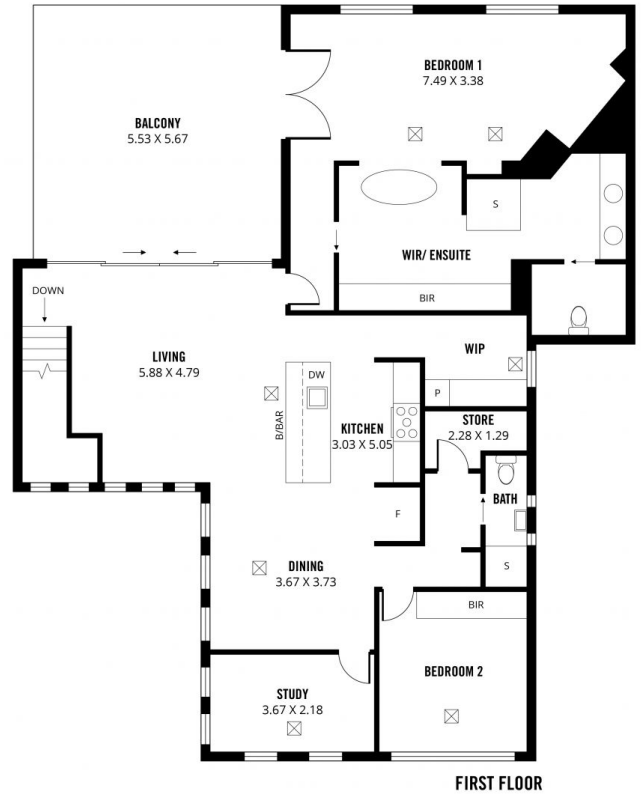 BEDROOM 1
7.49 X 3.38
BALCONY
5.53 X 5.67
S
WIR/ ENSUITE
BIR
DOWN
WIP
LIVING
5.88 X 4.79
DW
P
B/BAR
KITCHEN
3.03 X 5.05
STORE
2.28 X 1.29
BATH
F
DINING
3.67 X 3.73
S
BIR
BEDROOM 2
STUDY
3.67 X 2.18
FIRST FLOOR